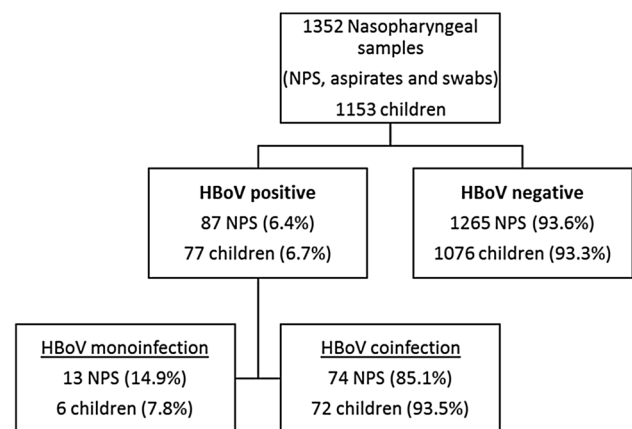 1352 Nasopharyngeal
samples
(NPS, aspirates and swabs)
1153 children
HBoV positive
87 NPS (6.4%)
77 children (6.7%)
HBoV negative
1265 NPS (93.6%)
1076 children (93.3%)
HBoV monoinfection
13 NPS (14.9%)
6 children (7.8%)
HBoV coinfection
74 NPS (85.1%)
72 children (93.5%)